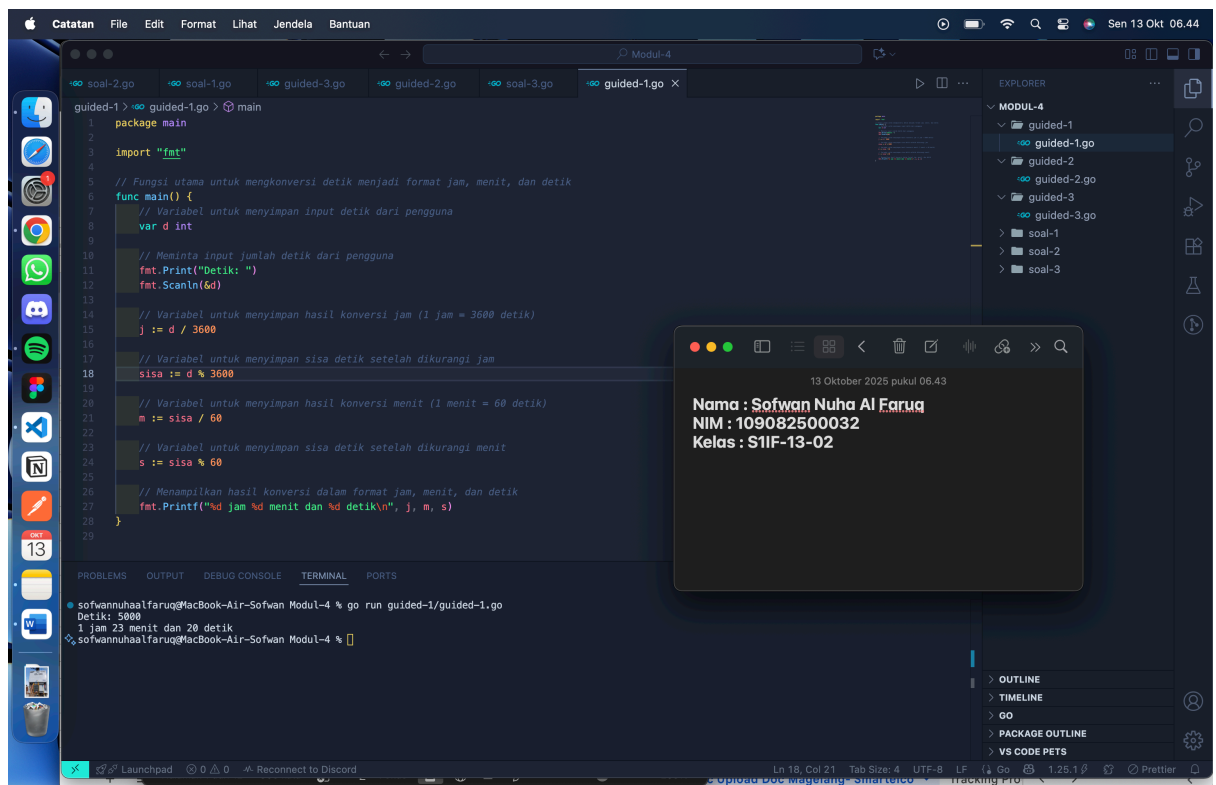 Catatan File Edit Format Lihat Jendela Bantuan
Sen 13 Okt 06.44
Modul-4
soal-2.go soal-1.go guided-3.go guided-2.go soal-3.go guided-1.go
guided-1 > guided-1.go > main
1 package main
2
3 import "fmt"
4
5 // Fungsi utama untuk mengkonversi detik menjadi format jam, menit, dan detik
6 func main() {
7 // Variabel untuk menyimpan input detik dari pengguna
8 var d int
9
10 // Meminta input jumlah detik dari pengguna
11 fmt.Print("Detik: ")
12 fmt.Scanln(&d)
13
14 // Variabel untuk menyimpan hasil konversi jam (1 jam = 3600 detik)
15 j := d / 3600
16
17 // Variabel untuk menyimpan sisa detik setelah dikurangi jam
18 sisa := d % 3600
19
20 // Variabel untuk menyimpan hasil konversi menit (1 menit = 60 detik)
21 m := sisa / 60
22
23 // Variabel untuk menyimpan sisa detik setelah dikurangi menit
24 s := sisa % 60
25
26 // Menampilkan hasil konversi dalam format jam, menit, dan detik
27 fmt.Printf("%d jam %d menit dan %d detik\n", j, m, s)
28 }
29
EXPLORER
MODUL-4
guided-1
guided-1.go
guided-2
guided-2.go
guided-3
guided-3.go
soal-1
soal-2
soal-3
13 Oktober 2025 pukul 06.43
Nama : Sofwan Nuha Al Faruq
NIM : 109082500032
Kelas : S1IF-13-02
PROBLEMS OUTPUT DEBUG CONSOLE TERMINAL PORTS
sofwannuhaalfaruq@MacBook-Air-Sofwan Modul-4 % go run guided-1/guided-1.go
Detik: 5000
1 jam 23 menit dan 20 detik
sofwannuhaalfaruq@MacBook-Air-Sofwan Modul-4 %
OUTLINE
TIMELINE
GO
PACKAGE OUTLINE
VS CODE PETS
Launchpad 0 0 Reconnect to Discord
Ln 18, Col 21 Tab Size: 4 UTF-8 LF Go 1.25.1 Prettier
1
OKT
13